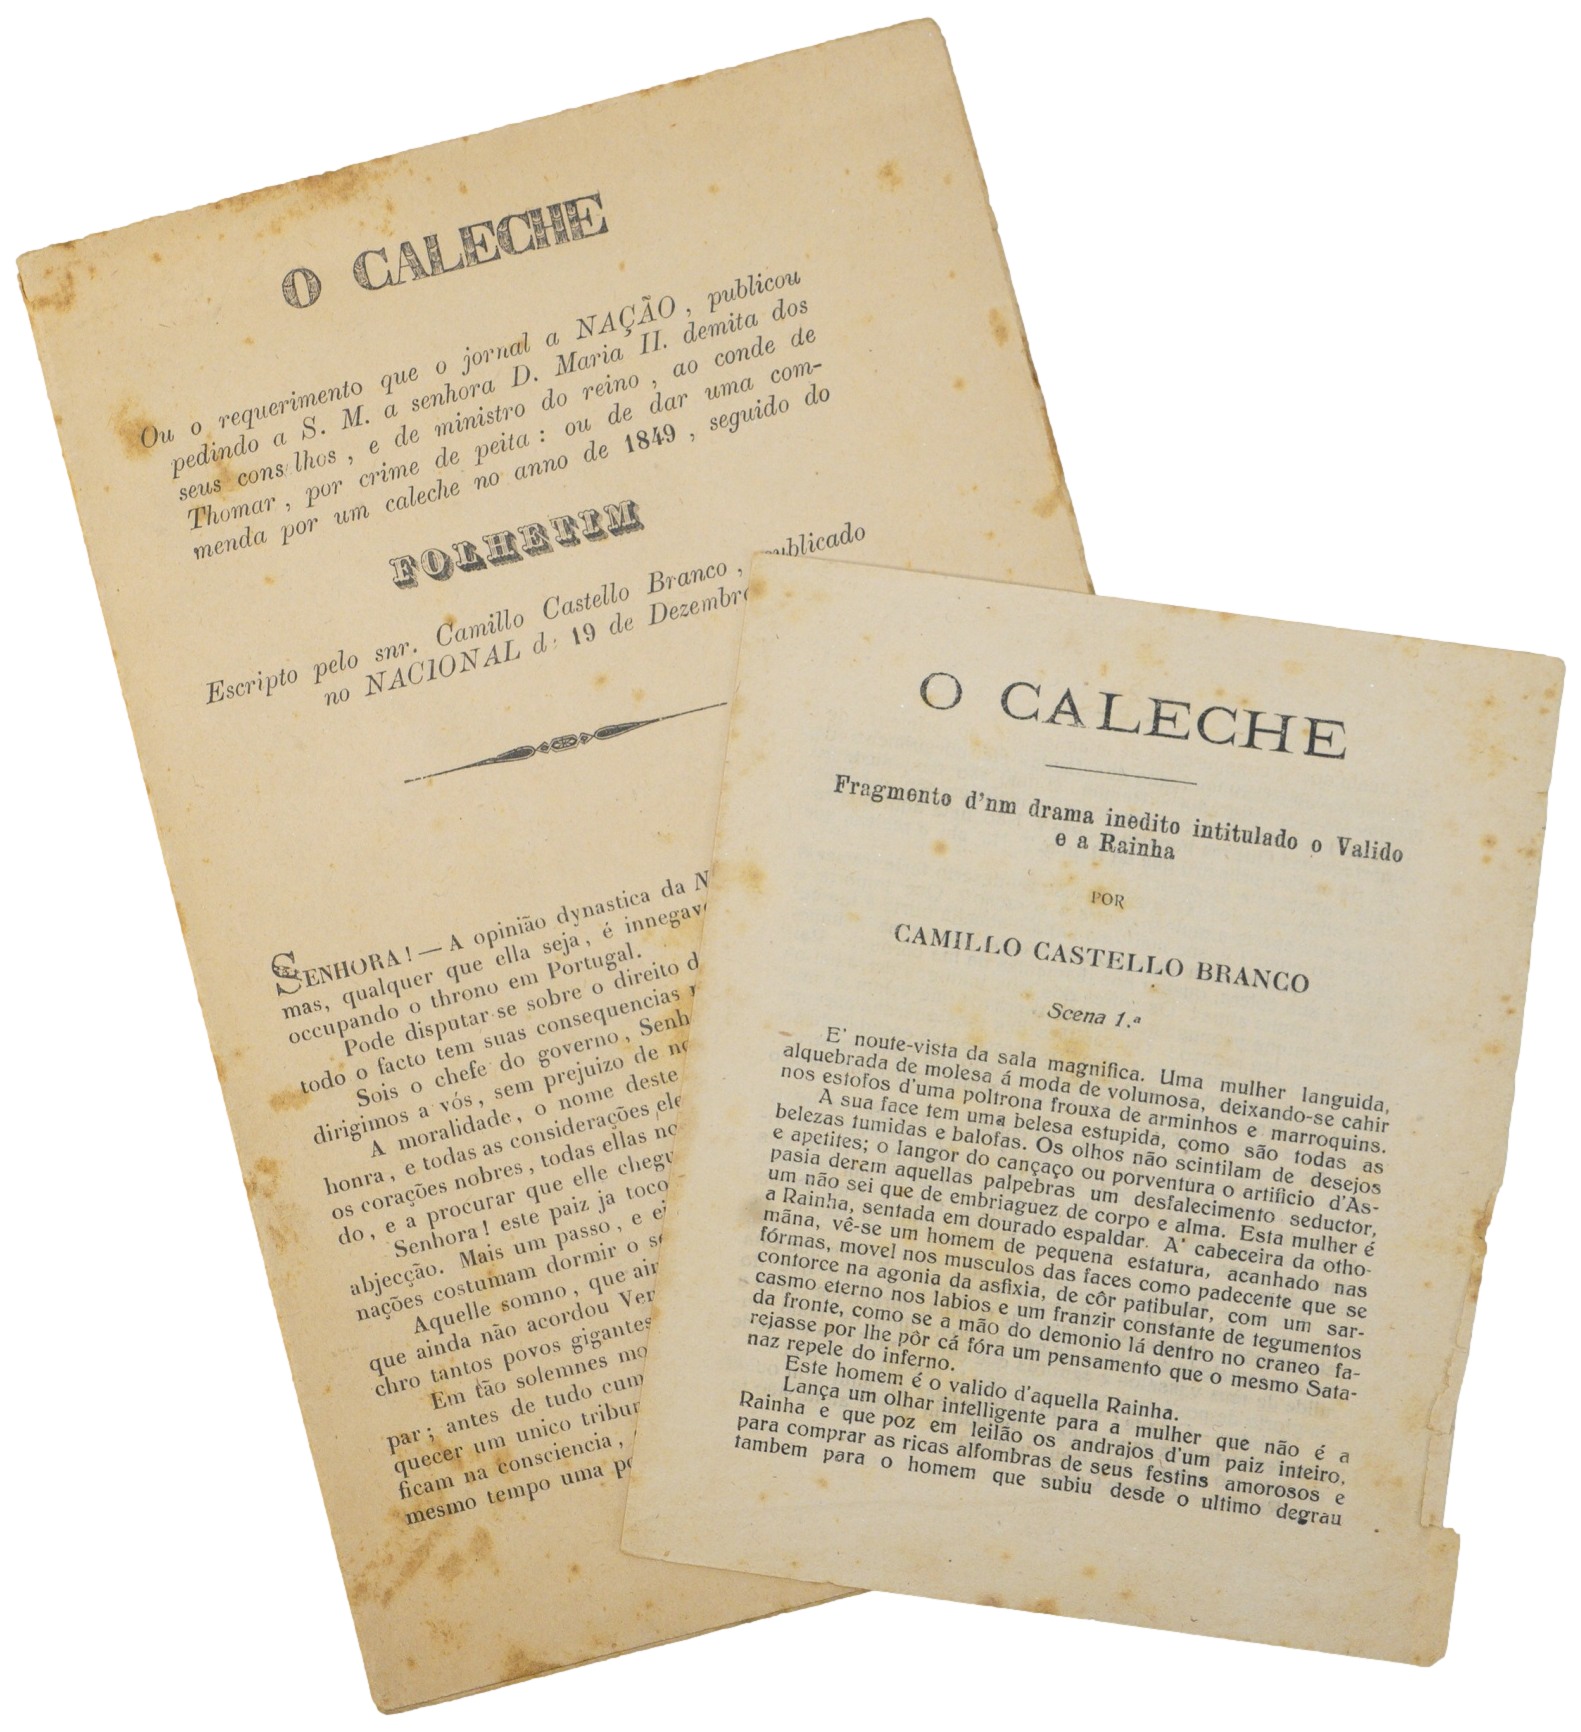 O CALECHE
Ou o requerimento que o jornal a NAÇÃO, publicou
pedindo a S. M. a senhora D. Maria II. demita dos
seus cons lhos, e de ministro do reino, ao conde de
Thomar, por crime de peita: ou de dar uma com-
menda por um caleche no anno de 1849, seguido do
FOLHETIM
Escripto pelo snr. Camillo Castello Branco, publicado
no NACIONAL d: 19 de Dezembro
SENHORA! — A opinião dynastica da N
mas, qualquer que ella seja, é innegav
occupando o throno em Portugal.
Pode disputar-se sobre o direito d
todo o facto tem suas consequencias
Sois o chefe do governo, Senh
dirigimos a vós, sem prejuizo de no
A moralidade, o nome deste
honra, e todas as considerações ele
os corações nobres, todas ellas no
do, e a procurar que elle chegu
Senhora! este paiz ja toco
abjecção. Mais um passo, e ei
nações costumam dormir o se
Aquelle somno, que ain
que ainda não acordou Ven
chro tantos povos gigantes
Em tão solemnes mo
par; antes de tudo cum
quecer um unico tribun
ficam na consciencia,
mesmo tempo uma po
O CALECHE
Fragmento d'nm drama inedito intitulado o Valido
e a Rainha
POR
CAMILLO CASTELLO BRANCO
Scena 1.ª
E' noute-vista da sala magnifica. Uma mulher languida,
alquebrada de molesa á moda de volumosa, deixando-se cahir
nos estofos d'uma poltrona frouxa de arminhos e marroquins.
A sua face tem uma belesa estupida, como são todas as
belezas tumidas e balofas. Os olhos não scintilam de desejos
e apetites; o langor do cançaço ou porventura o artificio d'As-
pasia deram aquellas palpebras um desfalecimento seductor,
um não sei que de embriaguez de corpo e alma. Esta mulher é
a Rainha, sentada em dourado espaldar. A' cabeceira da otho-
mãna, vê-se um homem de pequena estatura, acanhado nas
fórmas, movel nos musculos das faces como padecente que se
contorce na agonia da asfixia, de côr patibular, com um sar-
casmo eterno nos labios e um franzir constante de tegumentos
da fronte, como se a mão do demonio lá dentro no craneo fa-
rejasse por lhe pôr cá fóra um pensamento que o mesmo Sata-
naz repele do inferno.
Este homem é o valido d'aquella Rainha.
Lança um olhar intelligente para a mulher que não é a
Rainha e que poz em leilão os andrajos d'um paiz inteiro,
para comprar as ricas alfombras de seus festins amorosos e
tambem para o homem que subiu desde o ultimo degrau